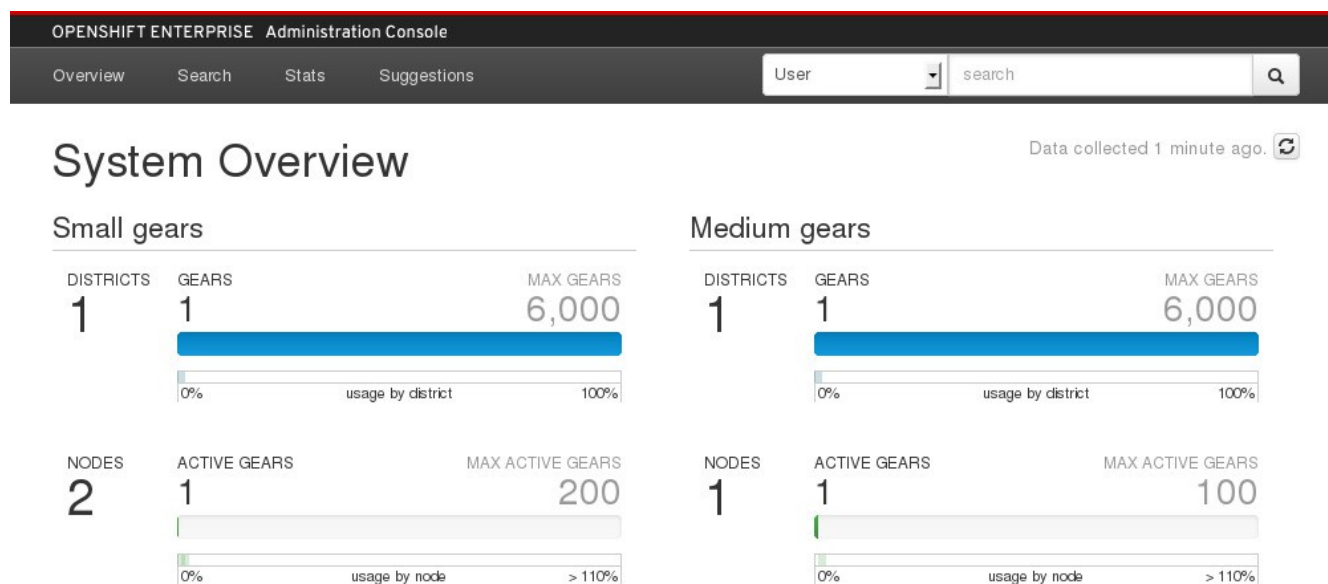 OPENSHIFT ENTERPRISE Administration Console
Overview Search Stats Suggestions User search
System Overview
Data collected 1 minute ago.
Small gears
DISTRICTS GEARS MAX GEARS
1 1 6,000
0% usage by district 100%
NODES ACTIVE GEARS MAX ACTIVE GEARS
2 1 200
0% usage by node > 110%
Medium gears
DISTRICTS GEARS MAX GEARS
1 1 6,000
0% usage by district 100%
NODES ACTIVE GEARS MAX ACTIVE GEARS
1 1 100
0% usage by node > 110%